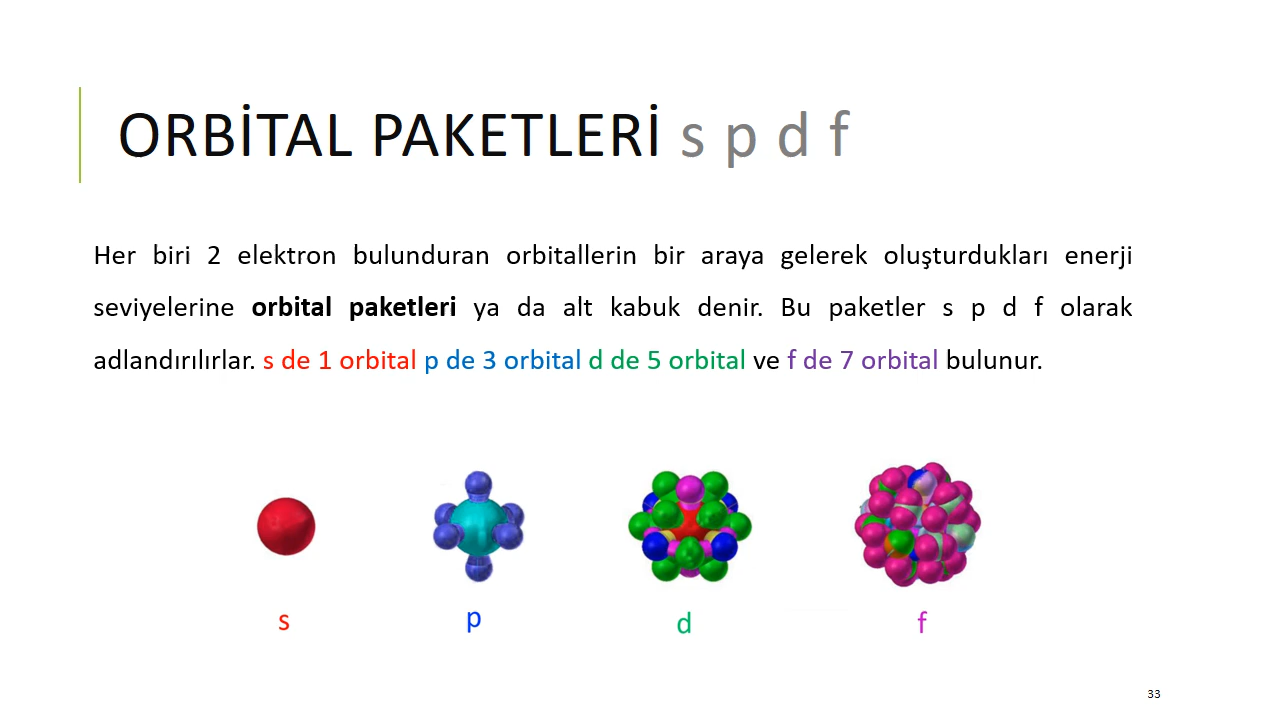 ORBİTAL PAKETLERİ s p d f
Her biri 2 elektron bulunduran orbitallerin bir araya gelerek oluşturdukları enerji
seviyelerine orbital paketleri ya da alt kabuk denir. Bu paketler s p d f olarak
adlandırılırlar. s de 1 orbital p de 3 orbital d de 5 orbital ve f de 7 orbital bulunur.
s p d f
33